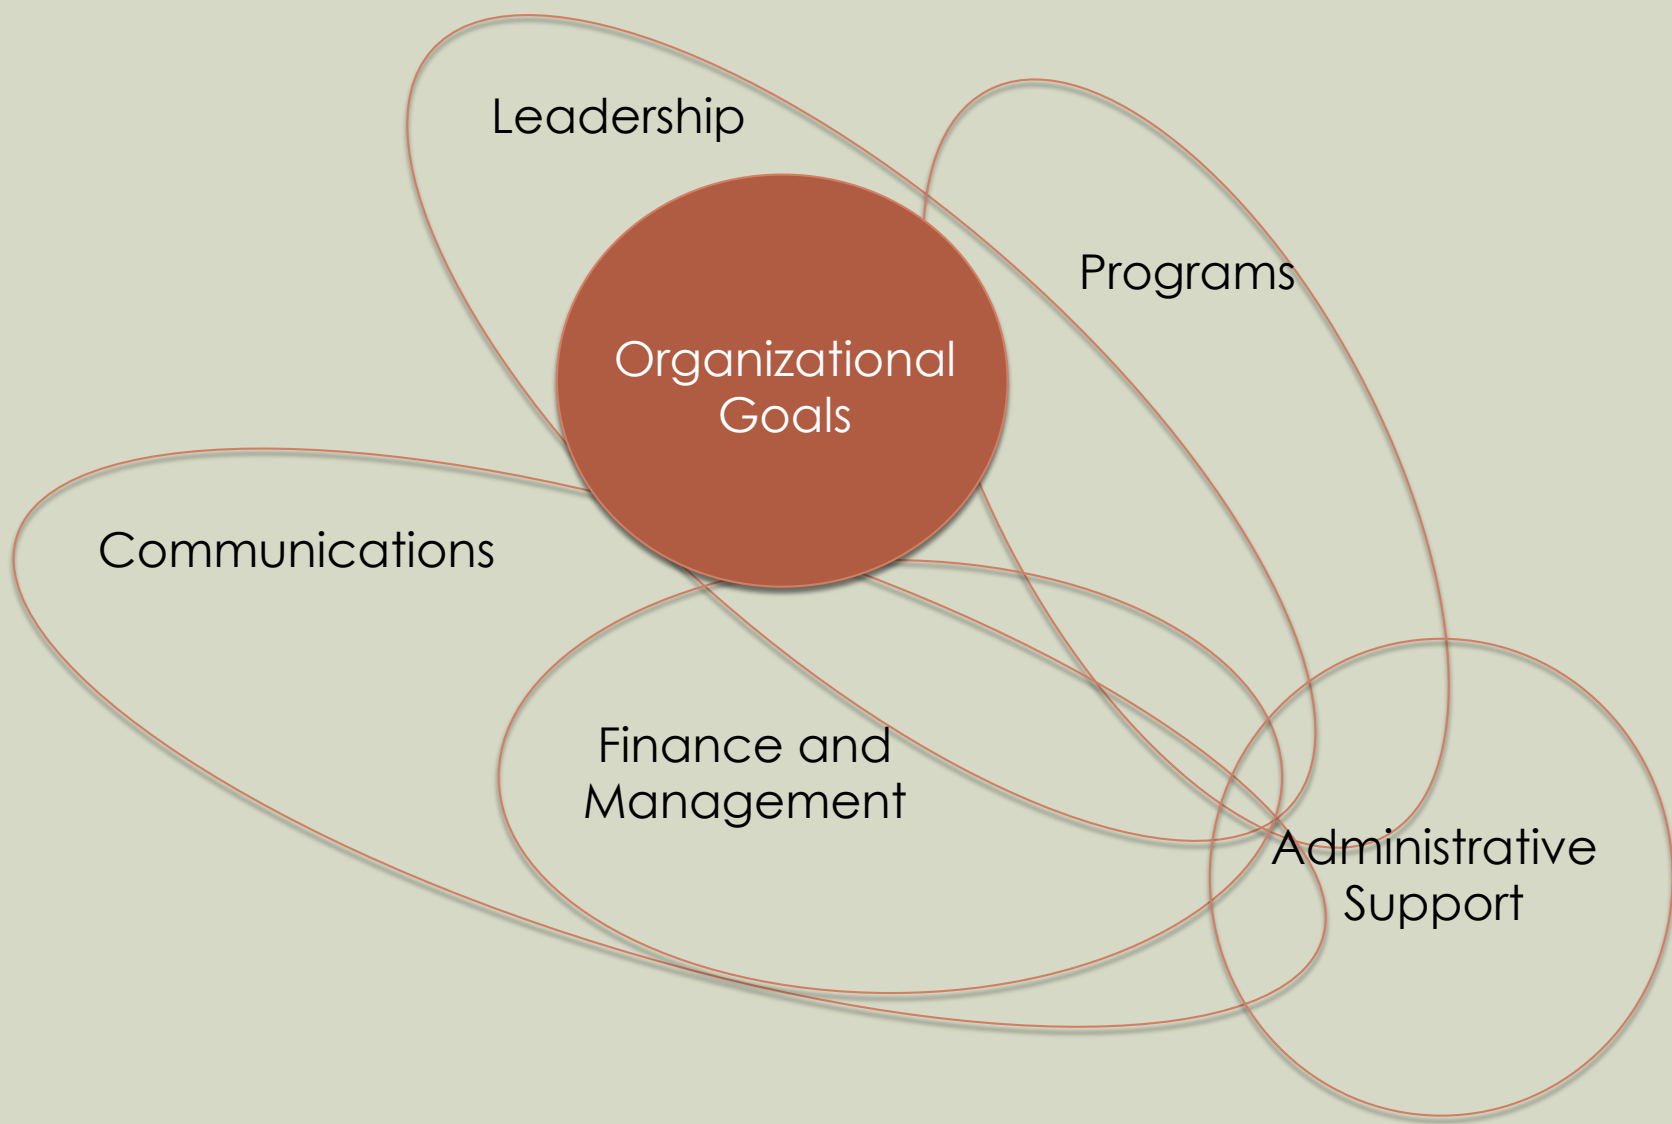 Leadership
Programs
Organizational
Goals
Communications
Finance and
Management
Administrative
Support